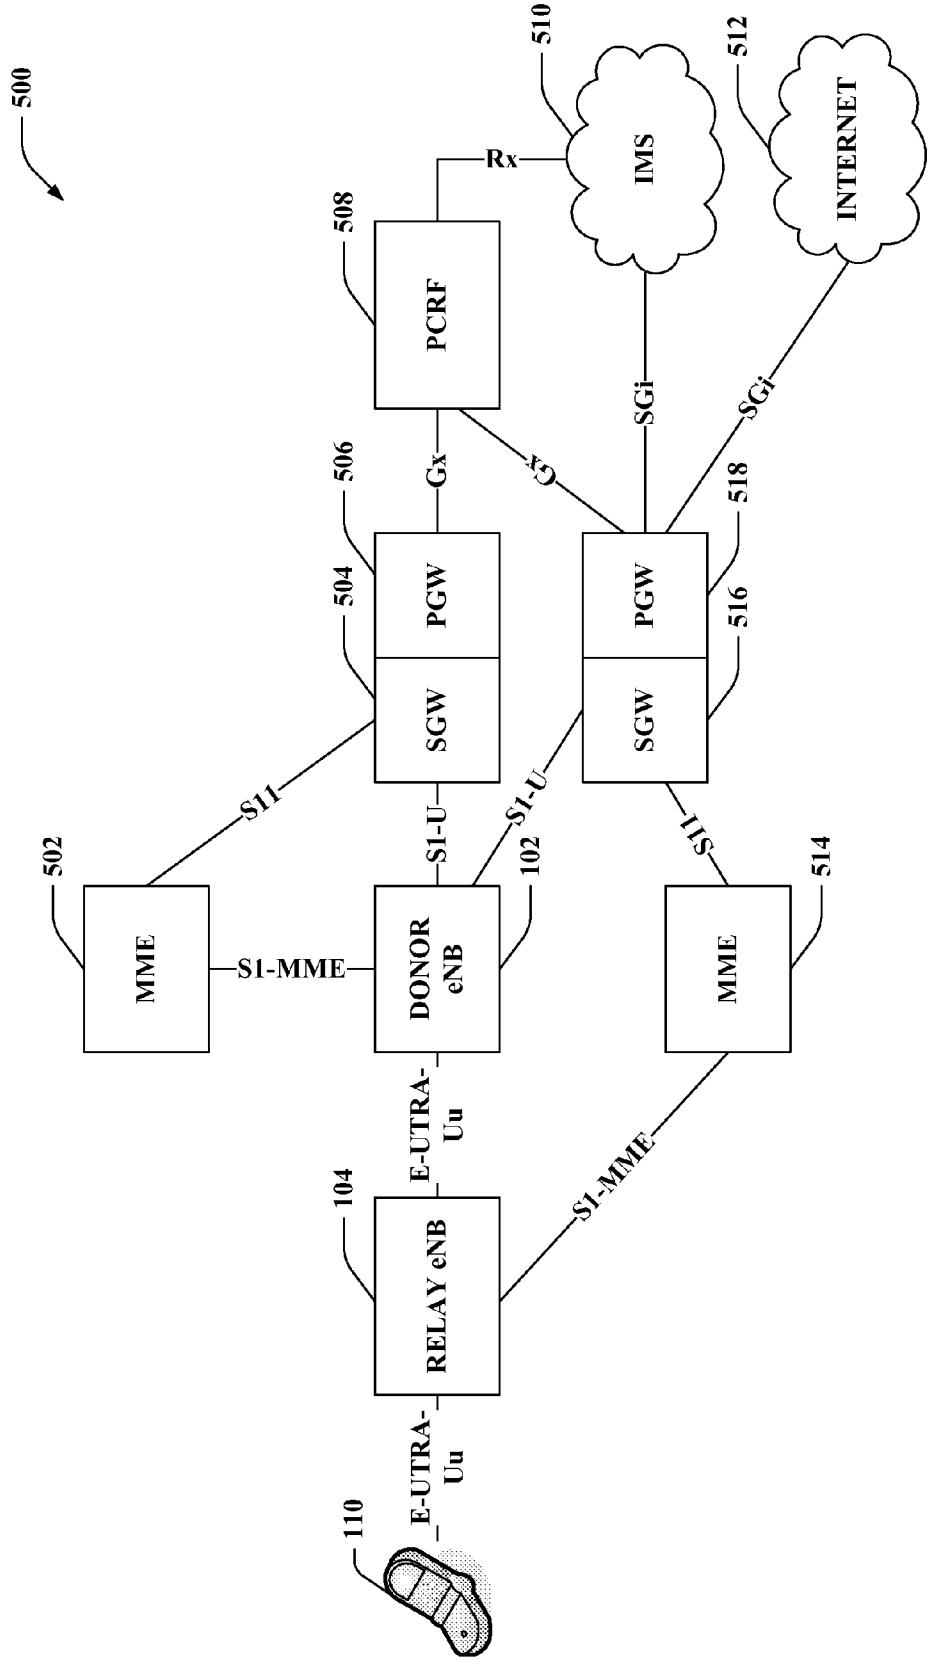 500
502
MME
S11
504
506
508
S1-MME
110
104
E-UTRA-
Uu
RELAY eNB
E-UTRA-
Uu
DONOR
eNB
S1-U
SGW
PGW
Gx
PCRF
Rx
510
102
S1-U
Gx
IMS
SGi
512
S1-MME
SGW
PGW
SGi
INTERNET
S11
516
518
MME
514